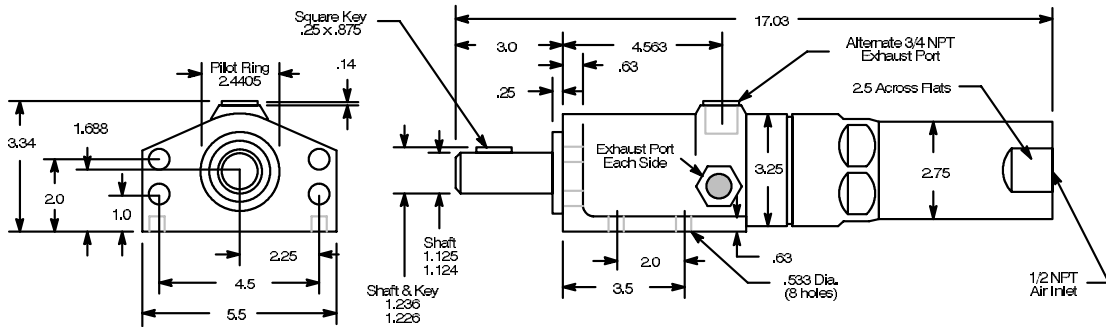 Square Key
.25 x .875
17.03
3.0
4.563
Alternate 3/4 NPT
Exhaust Port
Pilot Ring
2.4405
.14
.63
.25
2.5 Across Flats
3.34
1.688
Exhaust Port
Each Side
3.25
2.75
2.0
1.0
2.25
Shaft
1.125
1.124
2.0
.63
4.5
Shaft & Key
1.236
1.226
3.5
.533 Dia.
(8 holes)
1/2 NPT
Air Inlet
5.5